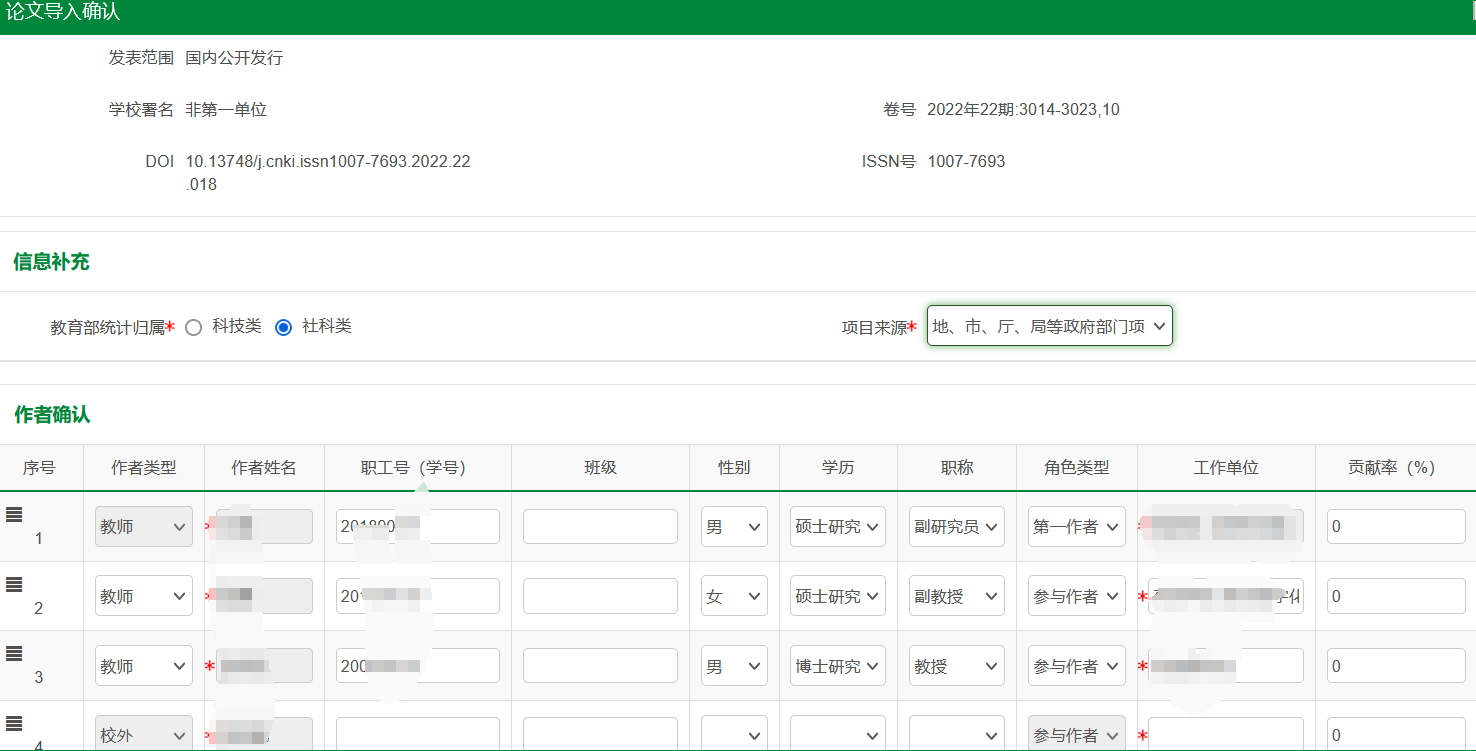 论文导入确认
发表范围 国内公开发行
学校署名 非第一单位 卷号 2022年22期:3014-3023,10
DOI 10.13748/j.cnki.issn1007-7693.2022.22 ISSN号 1007-7693
.018
信息补充
教育部统计归属* 科技类 社科类 项目来源* 地、市、厅、局等政府部门项
作者确认
序号 作者类型 作者姓名 职工号（学号） 班级 性别 学历 职称 角色类型 工作单位 贡献率（%）
1 教师 * 男 硕士研究 副研究员 第一作者 * 0
2 教师 * 女 硕士研究 副教授 参与作者 * 0
3 教师 * 200 男 博士研究 教授 参与作者 * 0
4 校外 * 参与作者 * 0